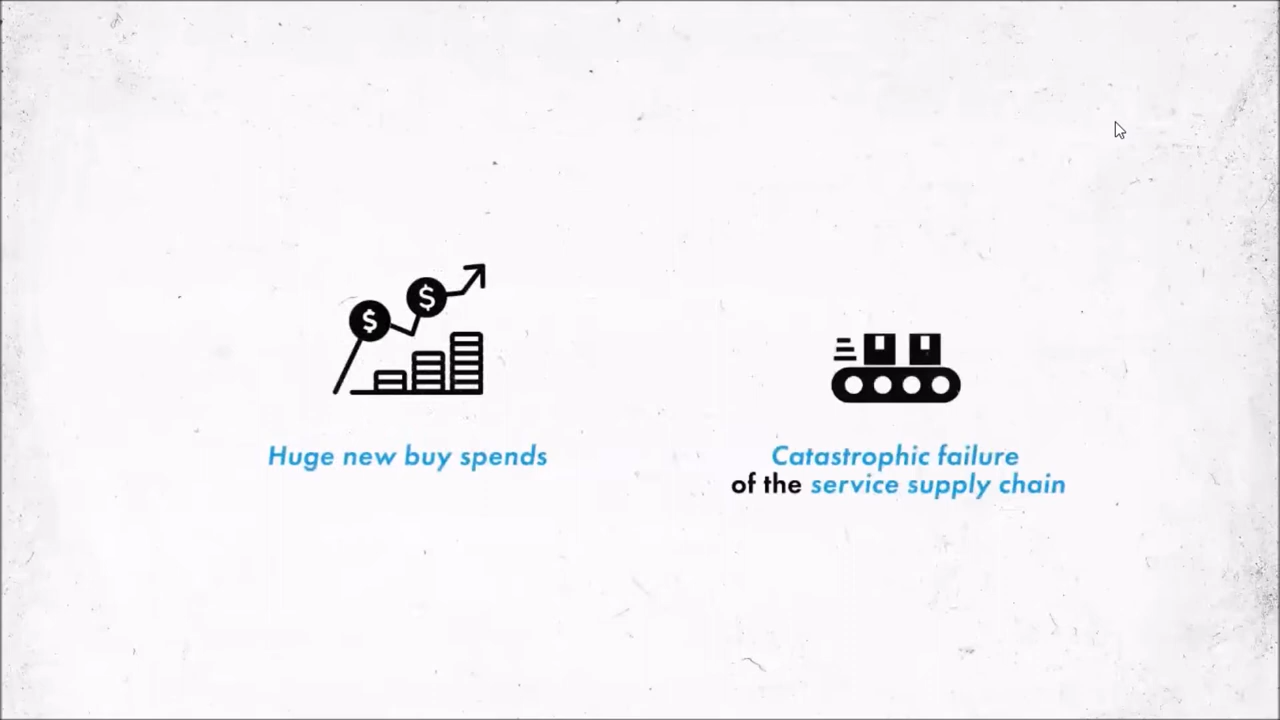 $
$
Huge new buy spends
Catastrophic failure
of the service supply chain